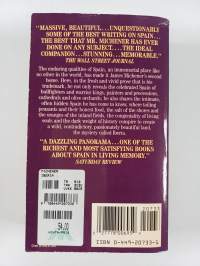 "MASSIVE, BEAUTIFUL...UNQUESTIONABLY
SOME OF THE BEST WRITING ON SPAIN...
THE BEST THAT MR. MICHENER HAS EVER
DONE ON ANY SUBJECT....THE IDEAL
COMPANION...STUNNING...MEMORABLE."
THE WALL STREET JOURNAL
The enduring qualities of Spain, an immemorial place like
no other in the world, has made it James Michener's second
home. Here, in the fresh and vivid prose that is his
trademark, he not only reveals the celebrated Spain of
bullfights and warrior kings, painters and processions,
cathedrals and olive orchards, he also shares the intimate,
often hidden Spain he has come to know, where toiling
peasants and their honest food, the salt of the shores and
the oranges of the inland fields, the congeniality of living
souls and the dark weight of history conspire to create
a wild, contradictory, passionately beautiful land,
the mystery called Iberia.
"A DAZZLING PANORAMA...ONE OF THE
RICHEST AND MOST SATISFYING BOOKS
ABOUT SPAIN IN LIVING MEMORY."
SATURDAY REVIEW
MICHENER
IBERIA
ISBN 0-449-20733-5